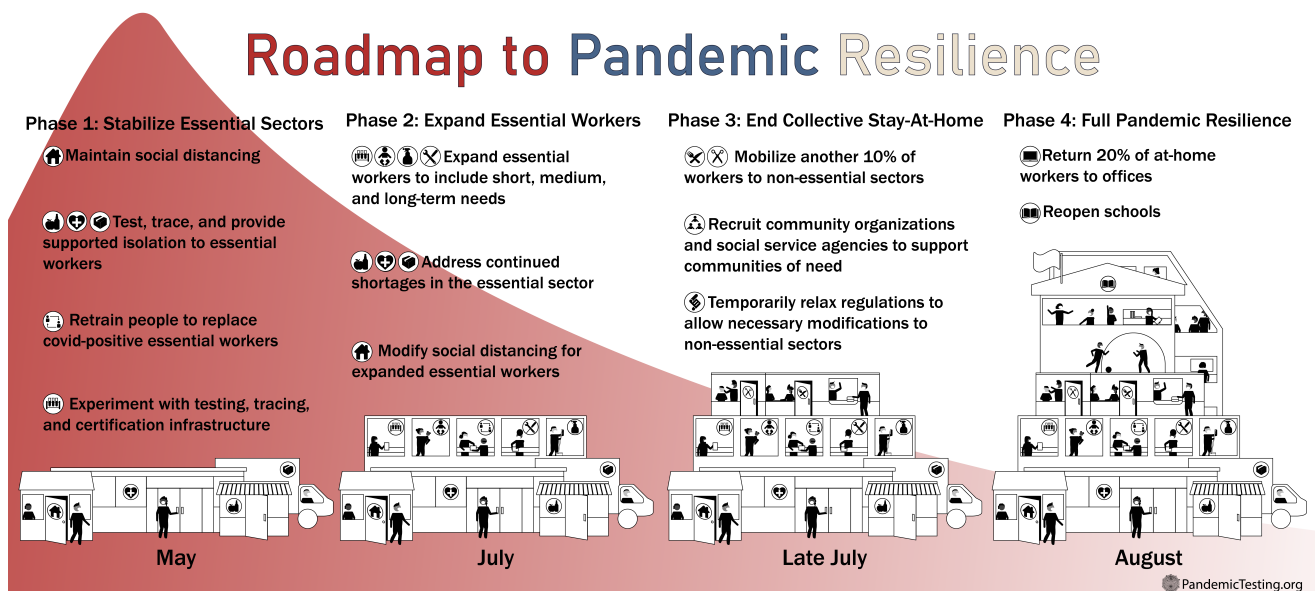 Roadmap to Pandemic Resilience
Phase 1: Stabilize Essential Sectors
Maintain social distancing
Test, trace, and provide
supported isolation to essential
workers
Retrain people to replace
covid-positive essential workers
Experiment with testing, tracing,
and certification infrastructure
May
Phase 2: Expand Essential Workers
Expand essential
workers to include short, medium,
and long-term needs
Address continued
shortages in the essential sector
Modify social distancing for
expanded essential workers
July
Phase 3: End Collective Stay-At-Home
Mobilize another 10% of
workers to non-essential sectors
Recruit community organizations
and social service agencies to support
communities of need
Temporarily relax regulations to
allow necessary modifications to
non-essential sectors
Late July
Phase 4: Full Pandemic Resilience
Return 20% of at-home
workers to offices
Reopen schools
August
PandemicTesting.org